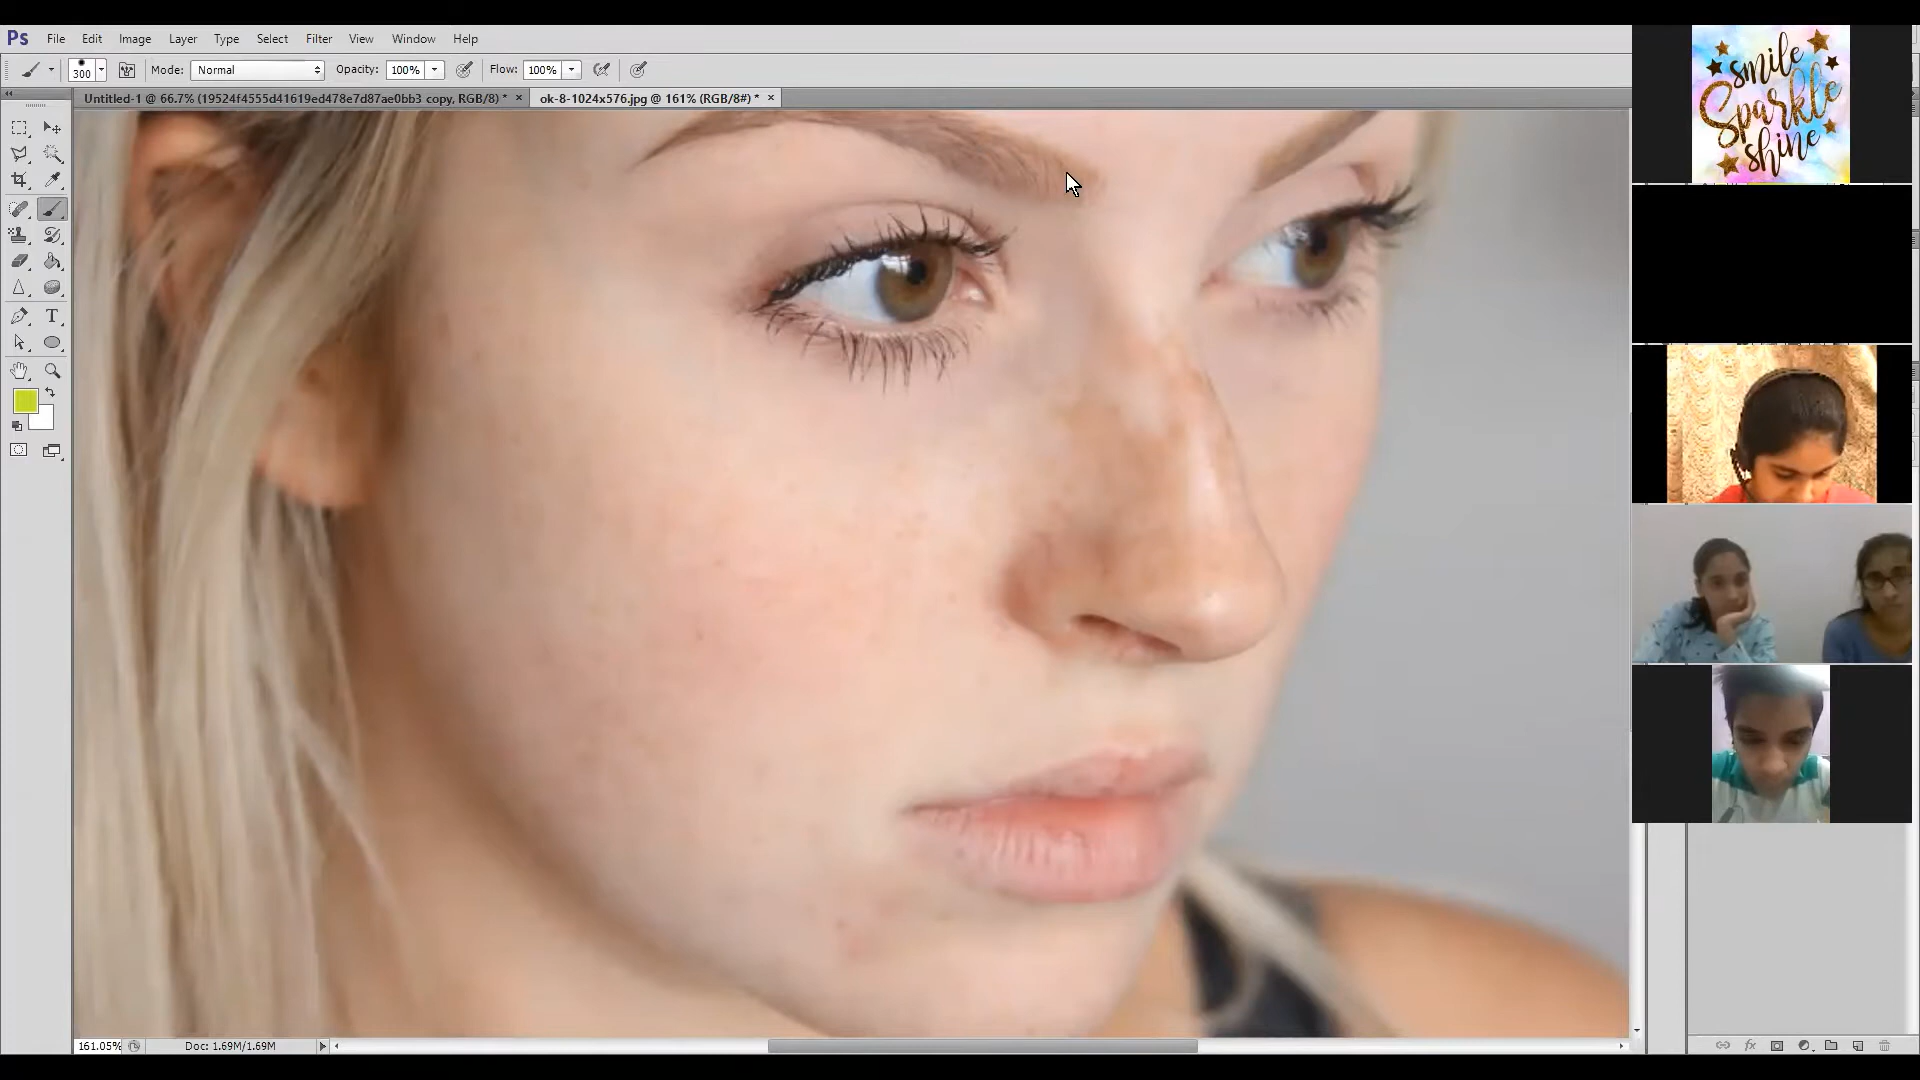 Ps File Edit Image Layer Type Select Filter View Window Help
300 Mode: Normal Opacity: 100% Flow: 100%
Untitled-1 @ 66.7% (19524f4555d41619ed478e7d87ae0bb3 copy, RGB/8) * × ok-8-1024x576.jpg @ 161% (RGB/8#) * ×
smile
Sparkle
shine
T
161.05% Doc: 1.69M/1.69M
fx